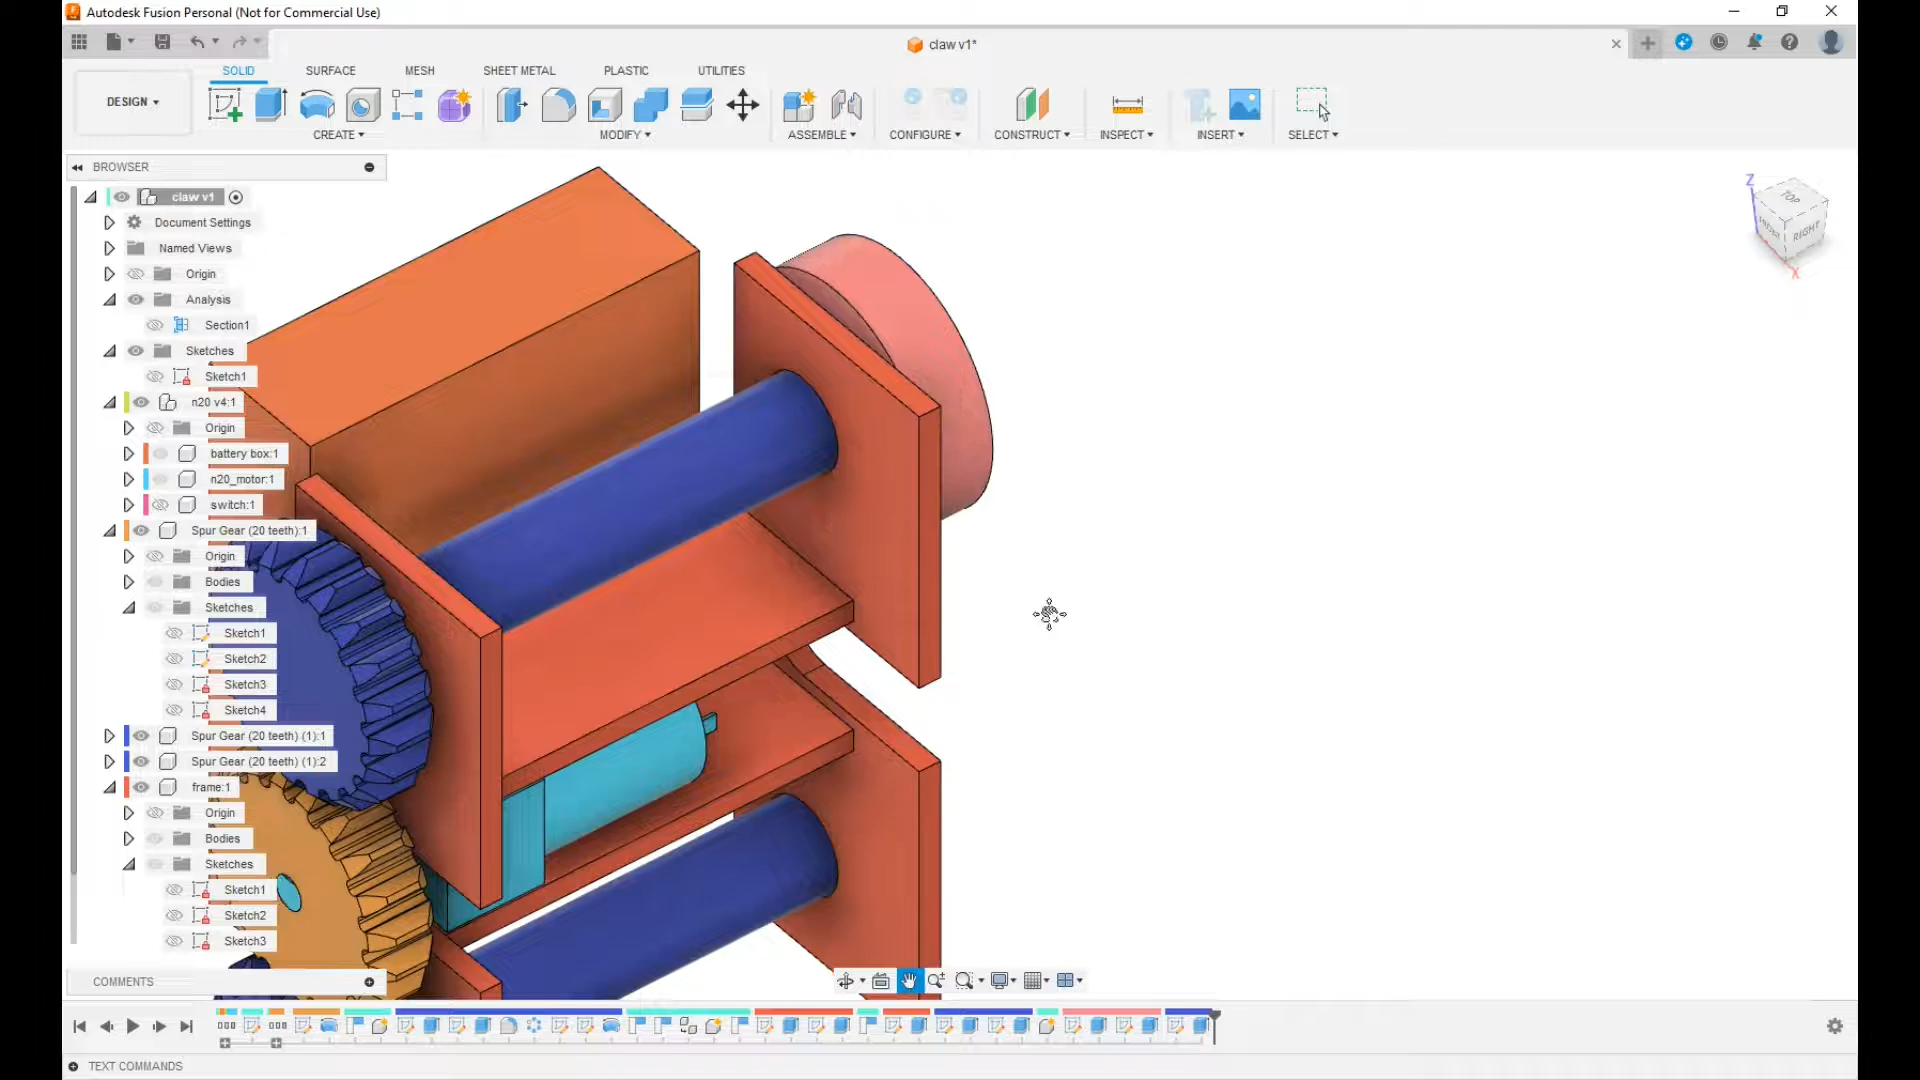 Autodesk Fusion Personal (Not for Commercial Use)
claw v1*
SOLID SURFACE MESH SHEET METAL PLASTIC UTILITIES
DESIGN
CREATE MODIFY ASSEMBLE CONFIGURE CONSTRUCT INSPECT INSERT SELECT
BROWSER
claw v1
Document Settings
Named Views
Origin
Analysis
Section1
Sketches
Sketch1
n20 v4:1
Origin
battery box:1
n20_motor:1
switch:1
Spur Gear (20 teeth):1
Origin
Bodies
Sketches
Sketch1
Sketch2
Sketch3
Sketch4
Spur Gear (20 teeth) (1):1
Spur Gear (20 teeth) (1):2
frame:1
Origin
Bodies
Sketches
Sketch1
Sketch2
Sketch3
Z
TOP
FRONT
RIGHT
X
COMMENTS
TEXT COMMANDS